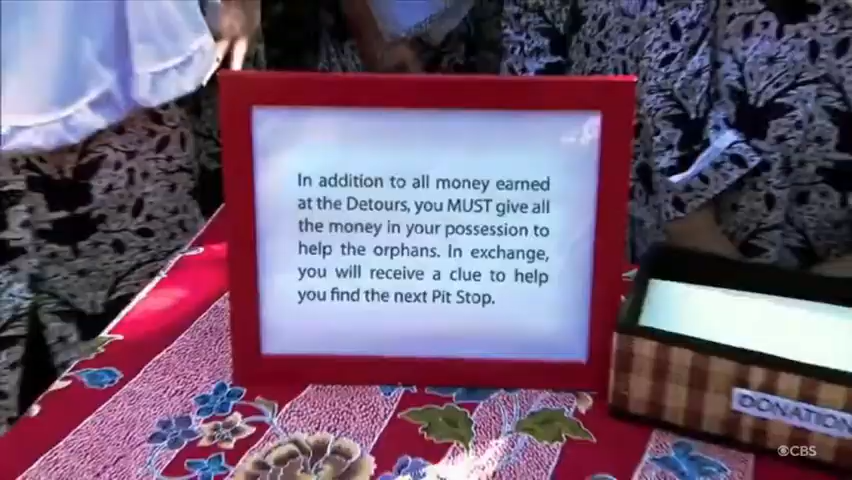 In addition to all money earned
at the Detours, you MUST give all
the money in your possession to
help the orphans. In exchange,
you will receive a clue to help
you find the next Pit Stop.
DONATION
CBS